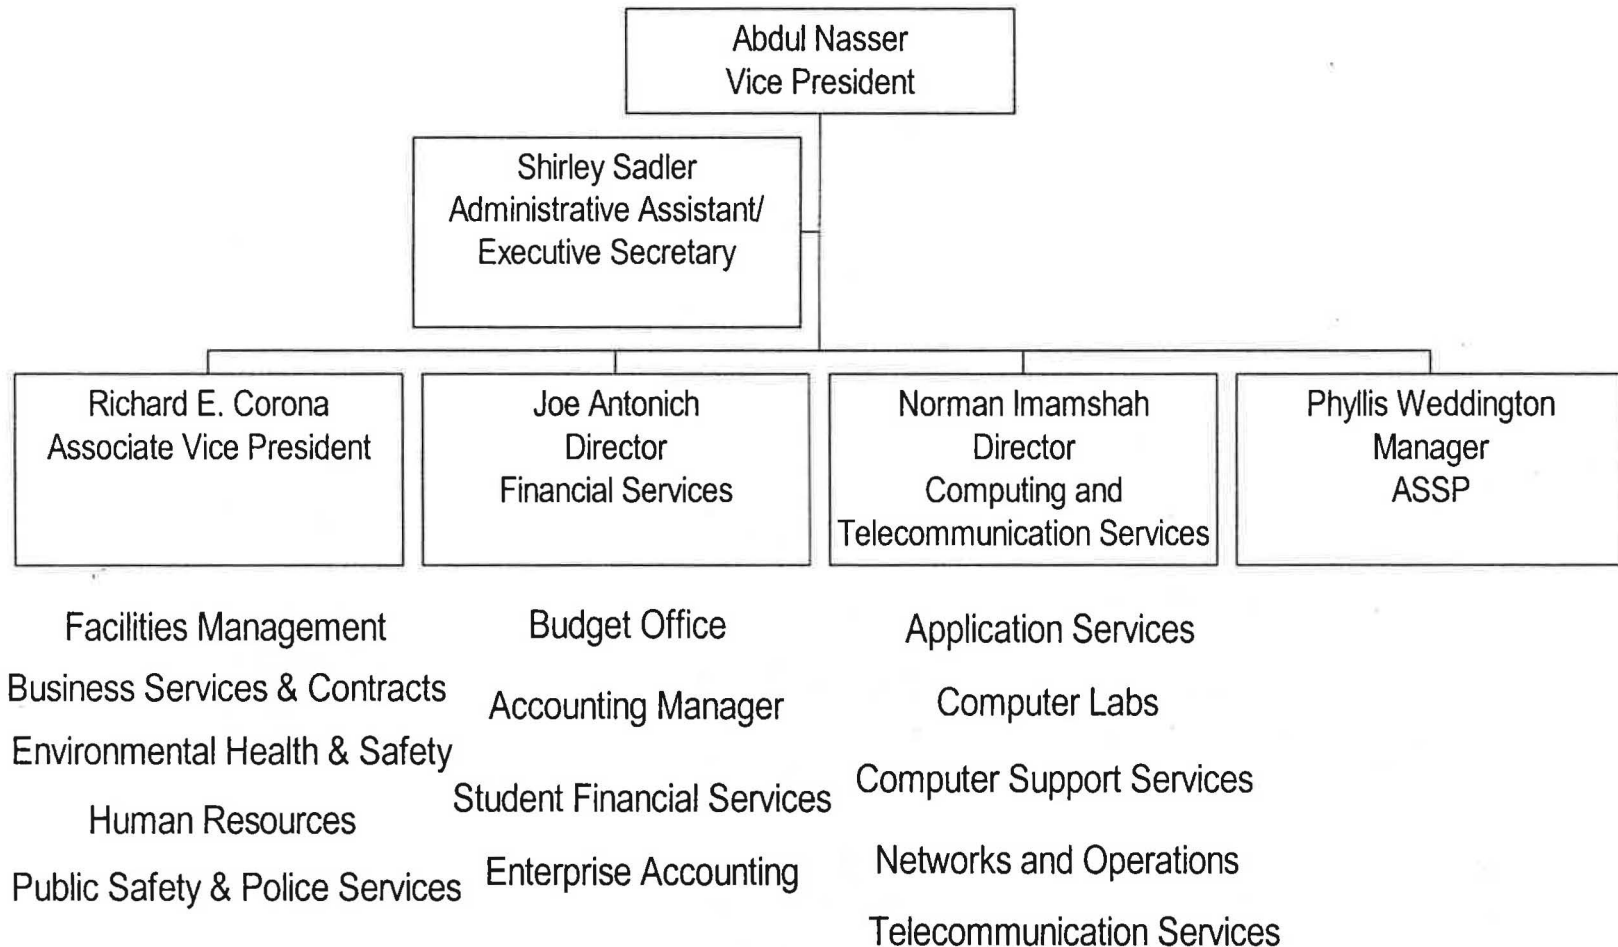 Abdul Nasser
Vice President
Shirley Sadler
Administrative Assistant/
Executive Secretary
Richard E. Corona
Associate Vice President
Joe Antonich
Director
Financial Services
Norman Imamshah
Director
Computing and
Telecommunication Services
Phyllis Weddington
Manager
ASSP
Facilities Management
Business Services & Contracts
Environmental Health & Safety
Human Resources
Public Safety & Police Services
Budget Office
Accounting Manager
Student Financial Services
Enterprise Accounting
Application Services
Computer Labs
Computer Support Services
Networks and Operations
Telecommunication Services